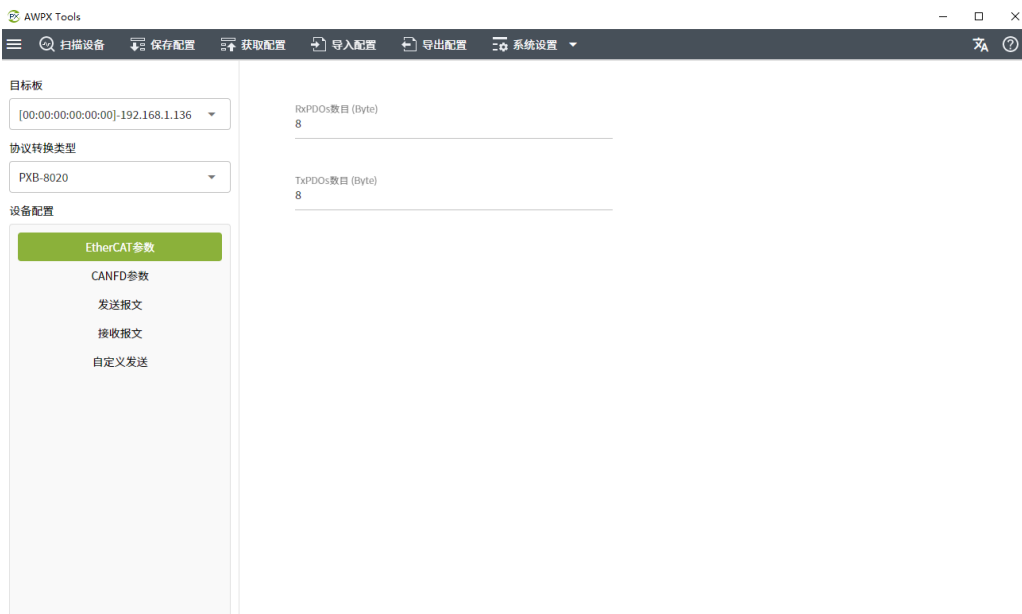 AWPX Tools
扫描设备 保存配置 获取配置 导入配置 导出配置 系统设置
目标板
[00:00:00:00:00:00]-192.168.1.136
协议转换类型
PXB-8020
设备配置
EtherCAT参数
CANFD参数
发送报文
接收报文
自定义发送
RxPDOs数目 (Byte)
8
TxPDOs数目 (Byte)
8